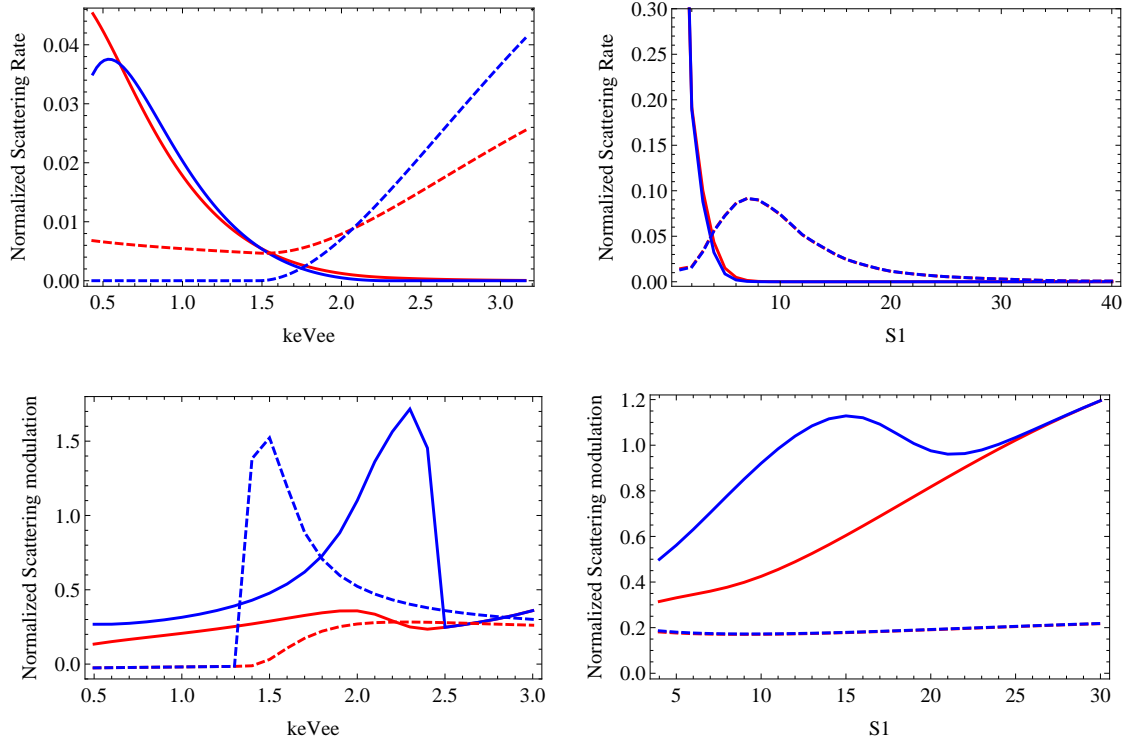 Normalized Scattering Rate
0.04
0.03
0.02
0.01
0.00
0.5 1.0 1.5 2.0 2.5 3.0
keVee
Normalized Scattering Rate
0.30
0.25
0.20
0.15
0.10
0.05
0.00
10 20 30 40
S1
Normalized Scattering modulation
1.5
1.0
0.5
0.0
0.5 1.0 1.5 2.0 2.5 3.0
keVee
Normalized Scattering modulation
1.2
1.0
0.8
0.6
0.4
0.2
0.0
5 10 15 20 25 30
S1